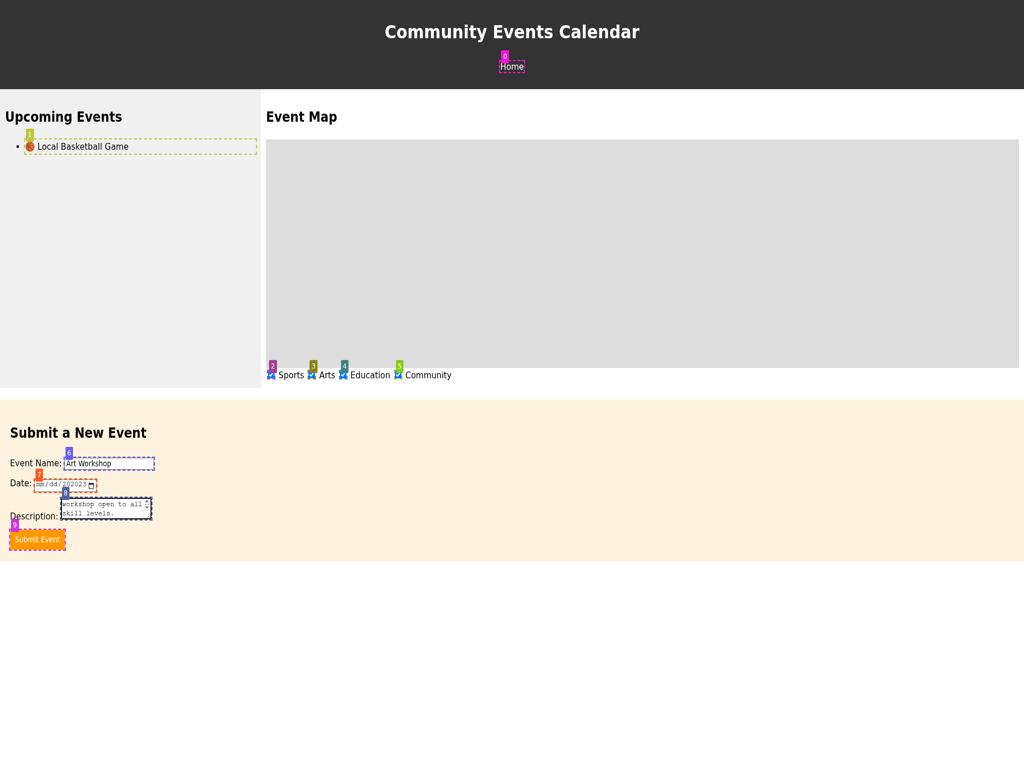 Community Events Calendar
0
Home
Upcoming Events
1
Local Basketball Game
Event Map
2 3 4 5
Sports Arts Education Community
Submit a New Event
6
Event Name: Art Workshop
7
Date: mm/dd/202023
8
workshop open to all
skill levels.
Description:
9
Submit Event